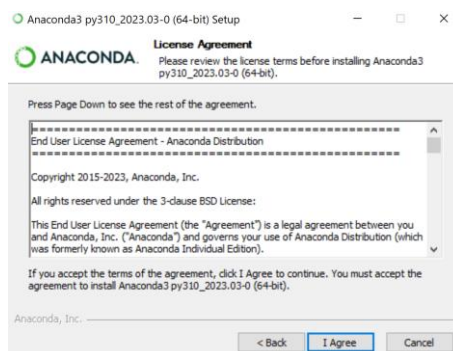 Anaconda3 py310_2023.03-0 (64-bit) Setup
ANACONDA.
License Agreement
Please review the license terms before installing Anaconda3
py310_2023.03-0 (64-bit).
Press Page Down to see the rest of the agreement.
======================================================
End User License Agreement - Anaconda Distribution
======================================================
Copyright 2015-2023, Anaconda, Inc.
All rights reserved under the 3-clause BSD License:
This End User License Agreement (the "Agreement") is a legal agreement between you
and Anaconda, Inc. ("Anaconda") and governs your use of Anaconda Distribution (which
was formerly known as Anaconda Individual Edition).
If you accept the terms of the agreement, click I Agree to continue. You must accept the
agreement to install Anaconda3 py310_2023.03-0 (64-bit).
Anaconda, Inc.
< Back
I Agree
Cancel